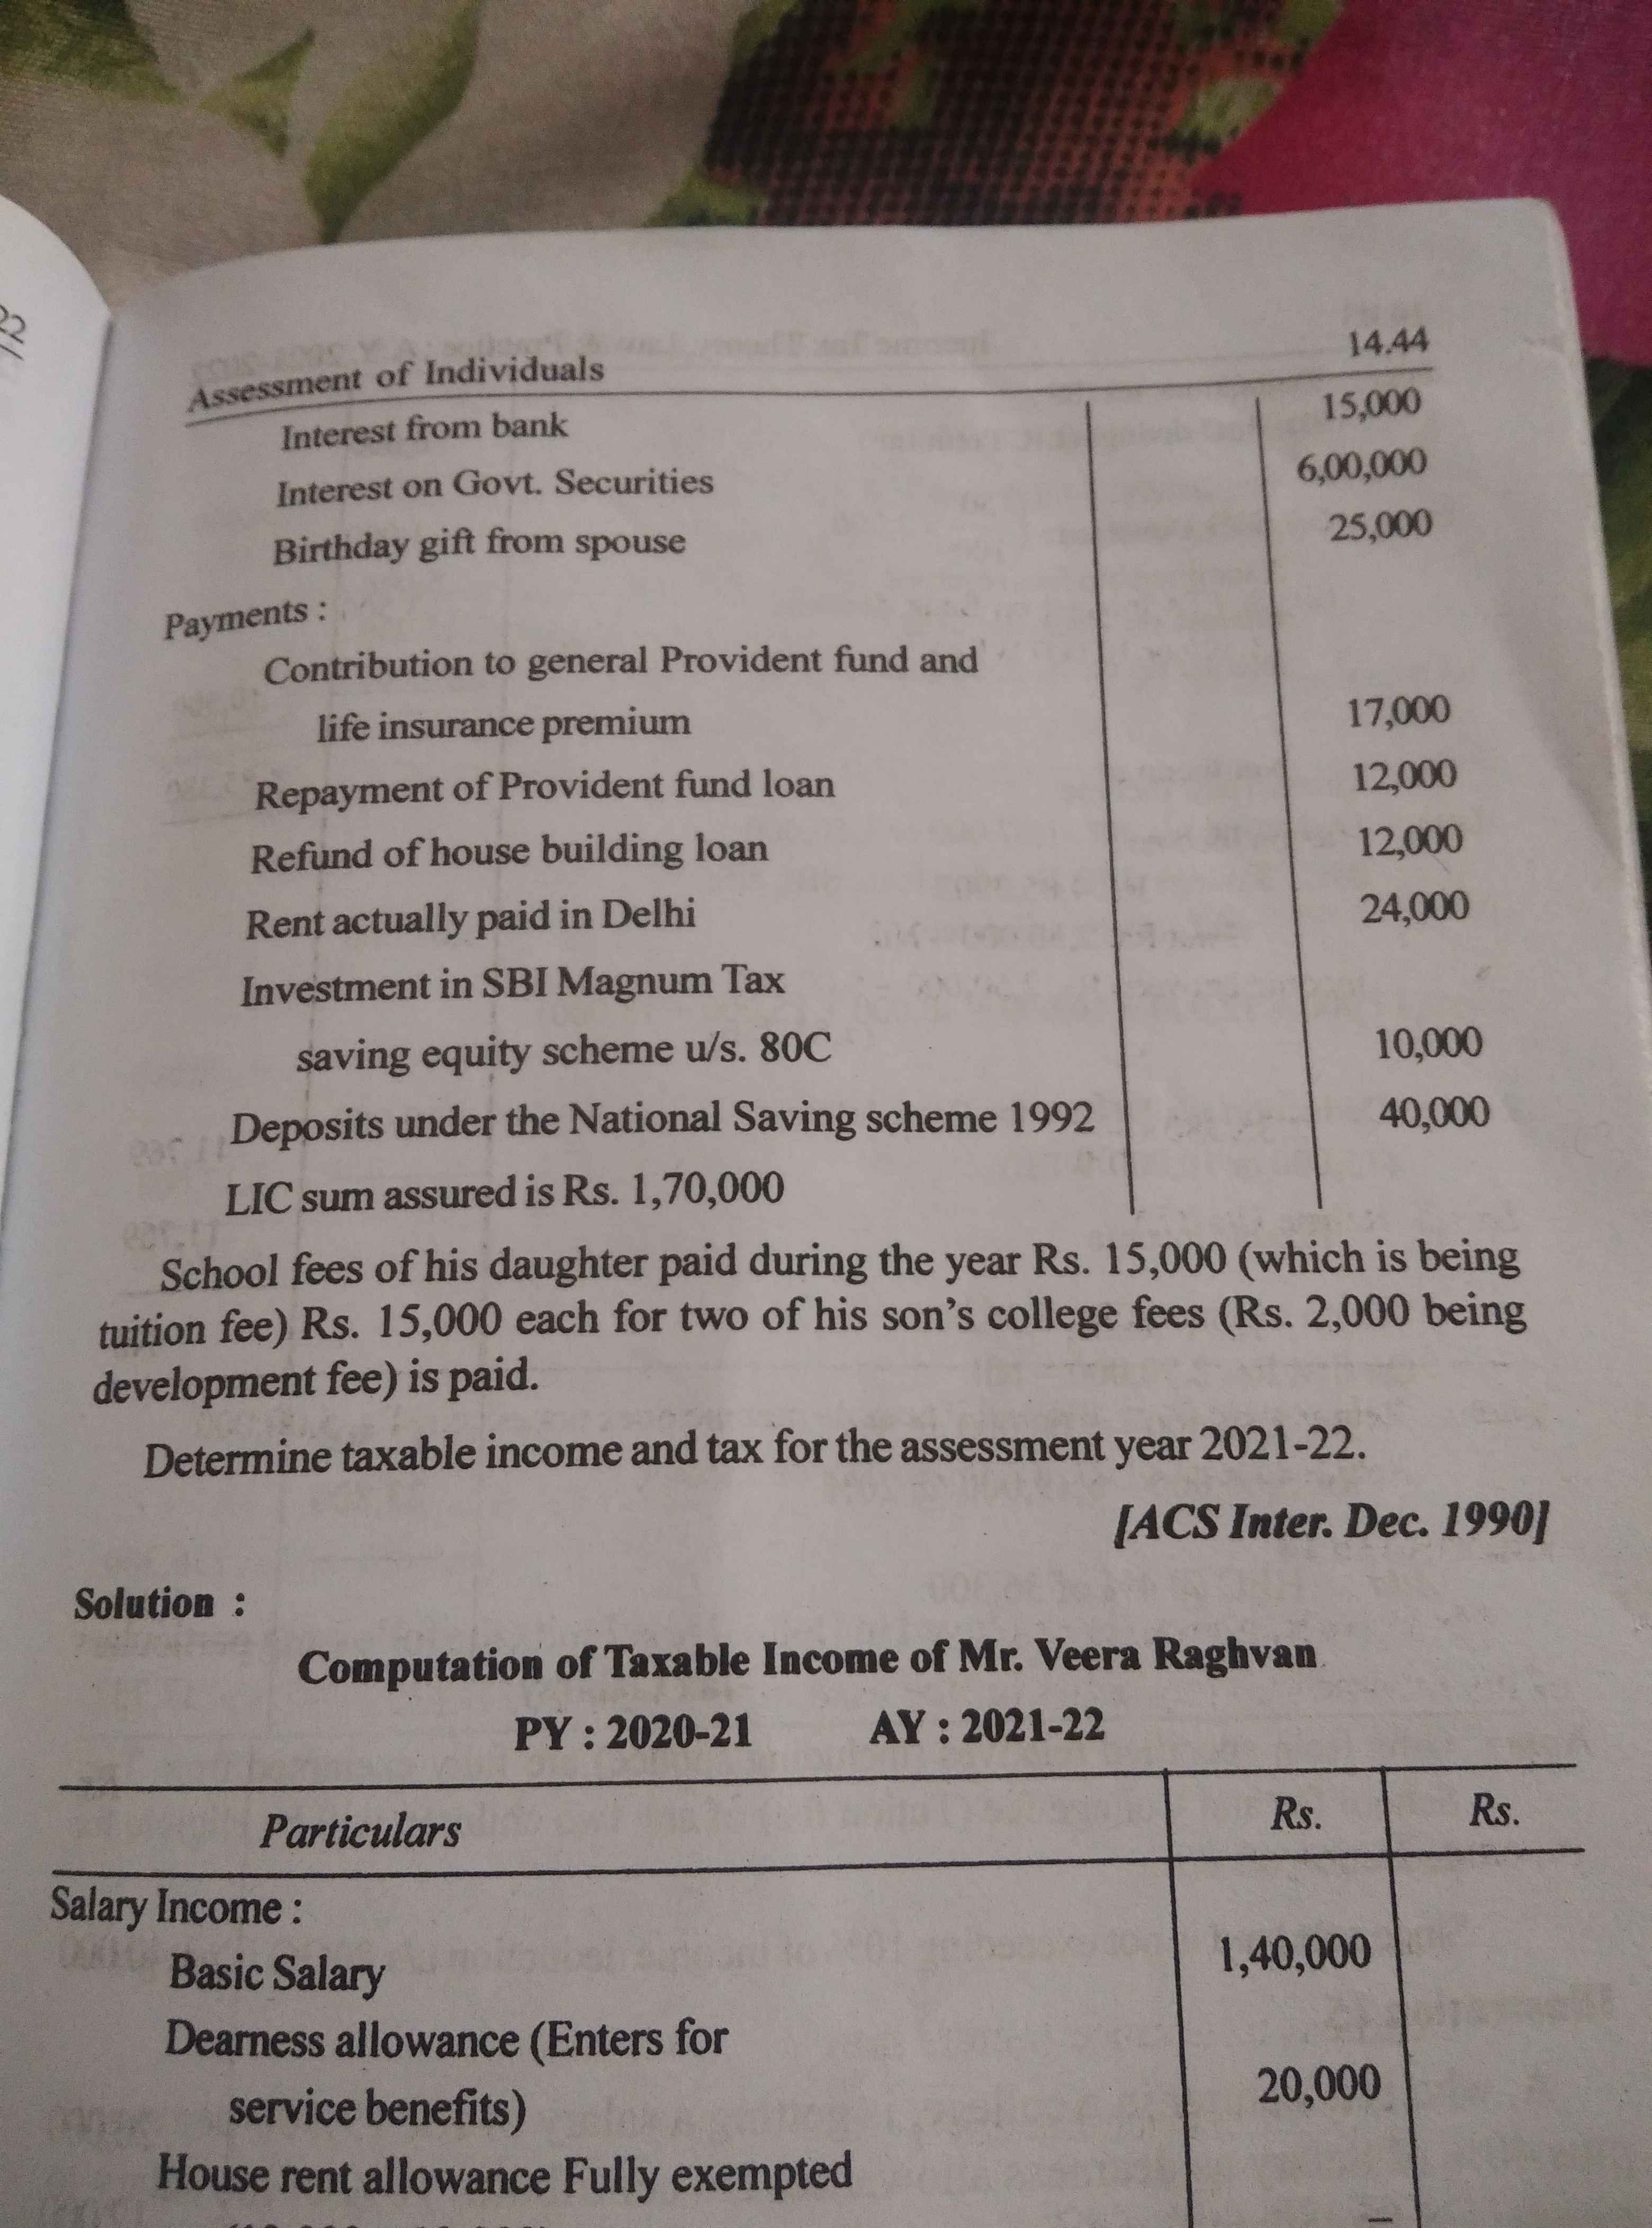 14.44
Assessment of Individuals
Interest from bank 15,000
Interest on Govt. Securities 6,00,000
Birthday gift from spouse 25,000
Payments :
Contribution to general Provident fund and
life insurance premium 17,000
Repayment of Provident fund loan 12,000
Refund of house building loan 12,000
Rent actually paid in Delhi 24,000
Investment in SBI Magnum Tax
saving equity scheme u/s. 80C 10,000
Deposits under the National Saving scheme 1992 40,000
LIC sum assured is Rs. 1,70,000
School fees of his daughter paid during the year Rs. 15,000 (which is being
tuition fee) Rs. 15,000 each for two of his son's college fees (Rs. 2,000 being
development fee) is paid.
Determine taxable income and tax for the assessment year 2021-22.
[ACS Inter. Dec. 1990]
Solution :
Computation of Taxable Income of Mr. Veera Raghvan
PY : 2020-21 AY : 2021-22
Particulars Rs. Rs.
Salary Income :
Basic Salary 1,40,000
Dearness allowance (Enters for
service benefits) 20,000
House rent allowance Fully exempted